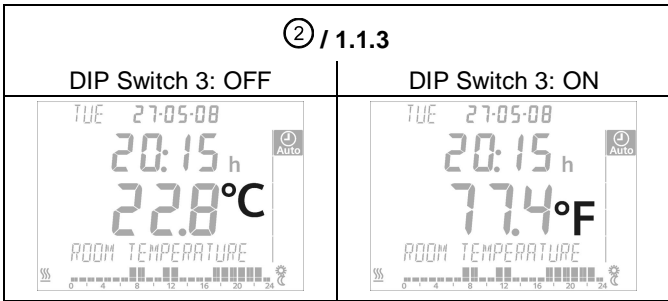 ② / 1.1.3
DIP Switch 3: OFF
DIP Switch 3: ON
TUE 27-05-08
20:15 h
Auto
22.8°C
ROOM TEMPERATURE
0 4 8 12 16 20 24
TUE 27-05-08
20:15 h
Auto
77.4°F
ROOM TEMPERATURE
0 4 8 12 16 20 24